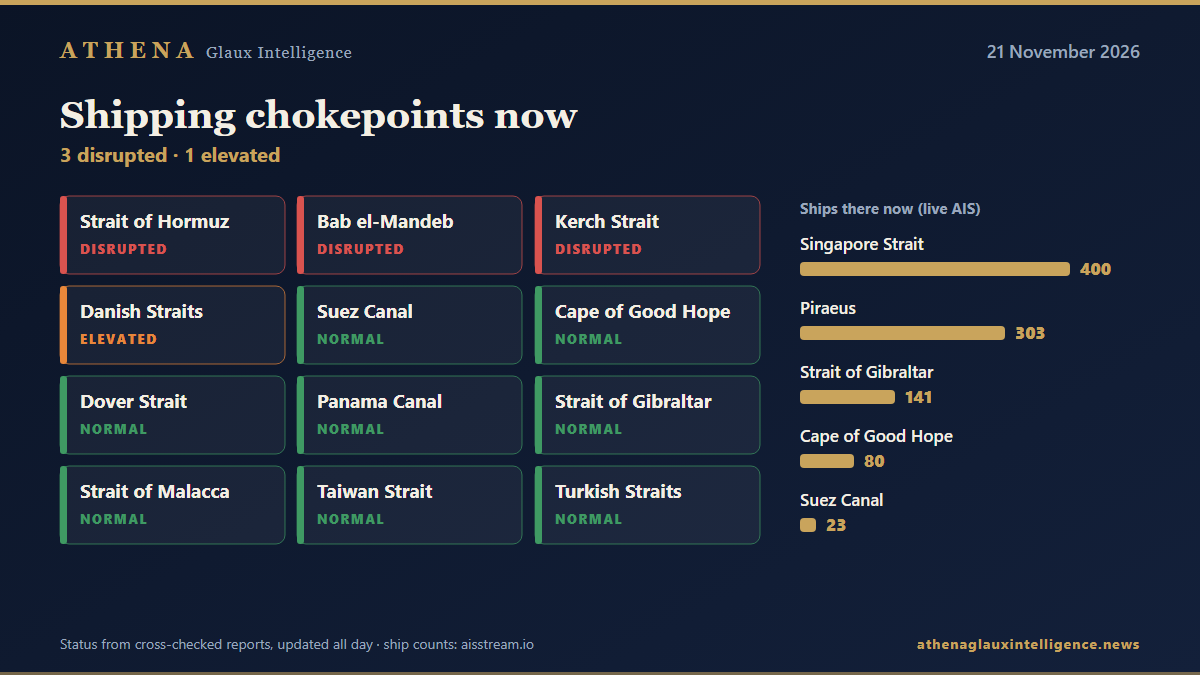 ATHENA Glaux Intelligence
21 November 2026
Shipping chokepoints now
3 disrupted · 1 elevated
Strait of Hormuz
DISRUPTED
Bab el-Mandeb
DISRUPTED
Kerch Strait
DISRUPTED
Danish Straits
ELEVATED
Suez Canal
NORMAL
Cape of Good Hope
NORMAL
Dover Strait
NORMAL
Panama Canal
NORMAL
Strait of Gibraltar
NORMAL
Strait of Malacca
NORMAL
Taiwan Strait
NORMAL
Turkish Straits
NORMAL
Ships there now (live AIS)
Singapore Strait
400
Piraeus
303
Strait of Gibraltar
141
Cape of Good Hope
80
Suez Canal
23
Status from cross-checked reports, updated all day · ship counts: aisstream.io
athenaglauxintelligence.news